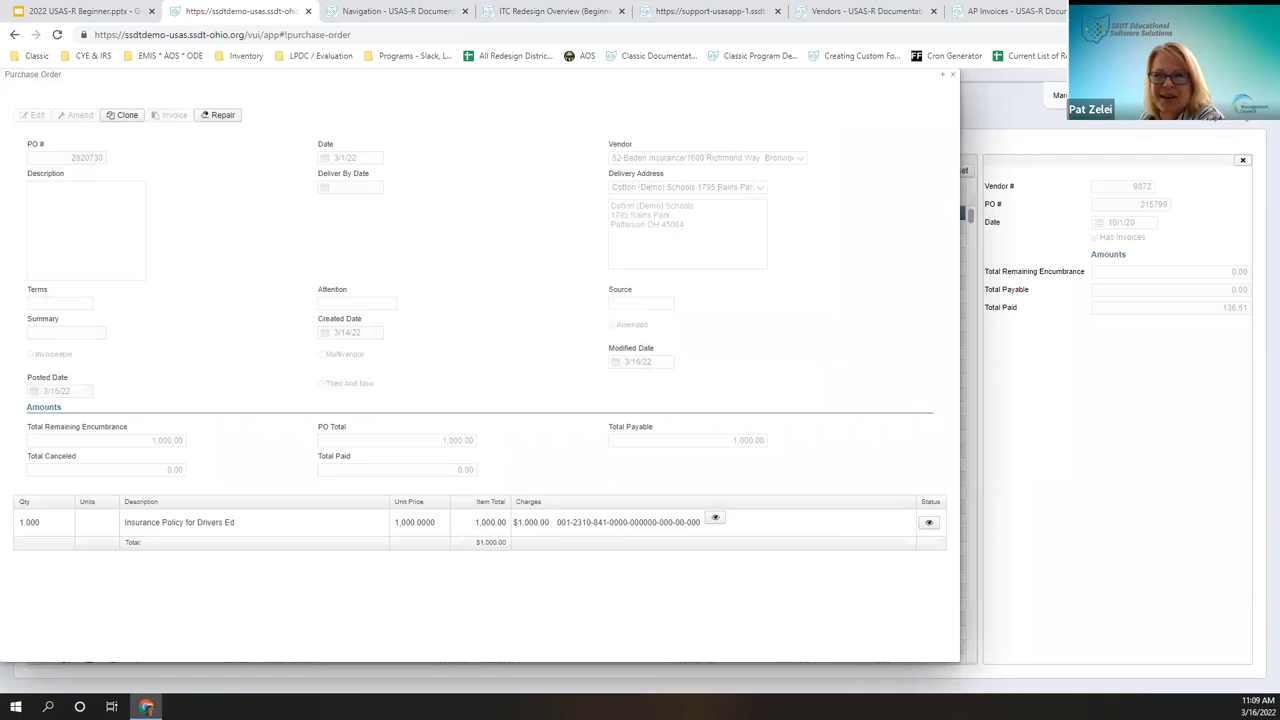 2022 USAS-R Beginner.pptx - G
https://ssdtdemo-usas.ssdt-ohi
Navigation - USAS-R Documen
ITC Redesign Overview (Beginne
https://support-usasapp-1.ssdt
Vendors - USAS-R Documentat
AP Invoices - USAS-R
https://ssdtdemo-usas.ssdt-ohio.org/vui/app#!purchase-order
Classic
CYE & IRS
EMIS * AOS * ODE
LPDC / Evaluation
Inventory
Programs - Slack, L...
All Redesign Distric...
AOS
Classic Documentat...
Classic Program De...
Creating Custom Fo...
Cron Generator
Current List of R
SSDT Educational
Software Solutions
Management
Council
Pat Zelei
Purchase Order
Edit
Amend
Clone
Invoice
Repair
PO #
2820730
Date
3/1/22
Vendor
52-Baden Insurance/1600 Richmond Way Bronwo
Description
Deliver By Date
Delivery Address
Cotton (Demo) Schools 1795 Rains Par
Cotton (Demo) Schools
1795 Rains Park
Patterson OH 45084
Terms
Attention
Source
Summary
Created Date
3/14/22
Amended
Invoiceable
Multivendor
Modified Date
3/16/22
Posted Date
3/16/22
Then And Now
Amounts
Total Remaining Encumbrance
1,000.00
PO Total
1,000.00
Total Payable
1,000.00
Total Canceled
0.00
Total Paid
0.00
Qty
Units
Description
Unit Price
Item Total
Charges
Status
1.000
Insurance Policy for Drivers Ed
1,000.0000
1,000.00
$1,000.00 001-2310-841-0000-000000-000-00-000
Total:
$1,000.00
Mar
et
Vendor #
9872
PO #
215799
Date
10/1/20
Has Invoices
Amounts
Total Remaining Encumbrance
0.00
Total Payable
0.00
Total Paid
136.51
11:09 AM
3/16/2022